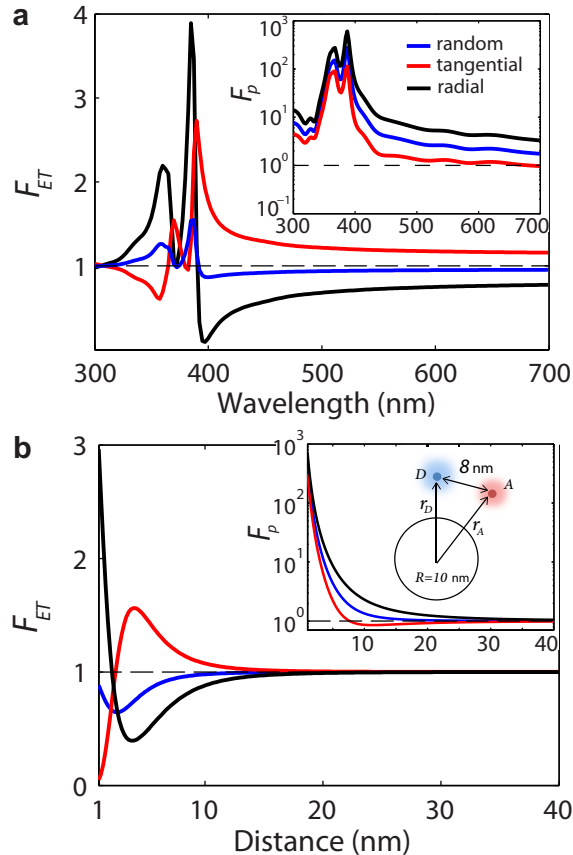 a
4
3
2
1
F_ET
300
400
500
600
700
Wavelength (nm)
F_p
10^3
10^2
10^1
10^0
10^-1
300
400
500
600
700
random
tangential
radial
b
3
2
1
0
F_ET
1
10
20
30
40
Distance (nm)
F_p
10^3
10^2
10^1
10^0
1
10
20
30
40
D
8 nm
A
r_D
r_A
R=10 nm